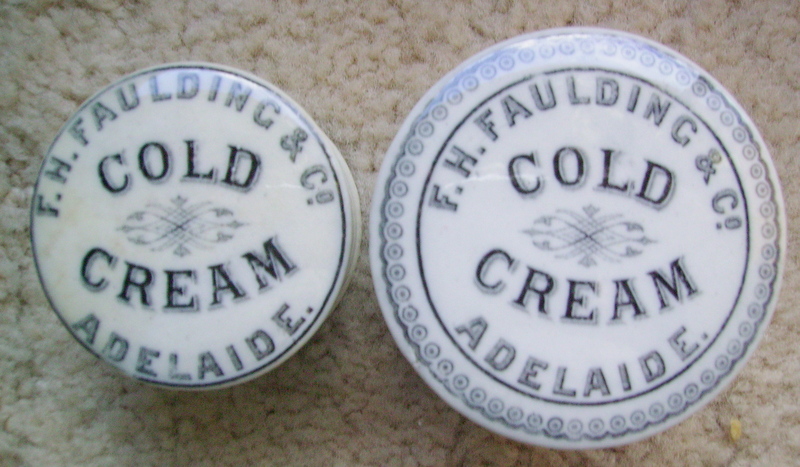 F.H. FAULDING & Co
COLD
CREAM
ADELAIDE.
F.H. FAULDING & Co
COLD
CREAM
ADELAIDE.